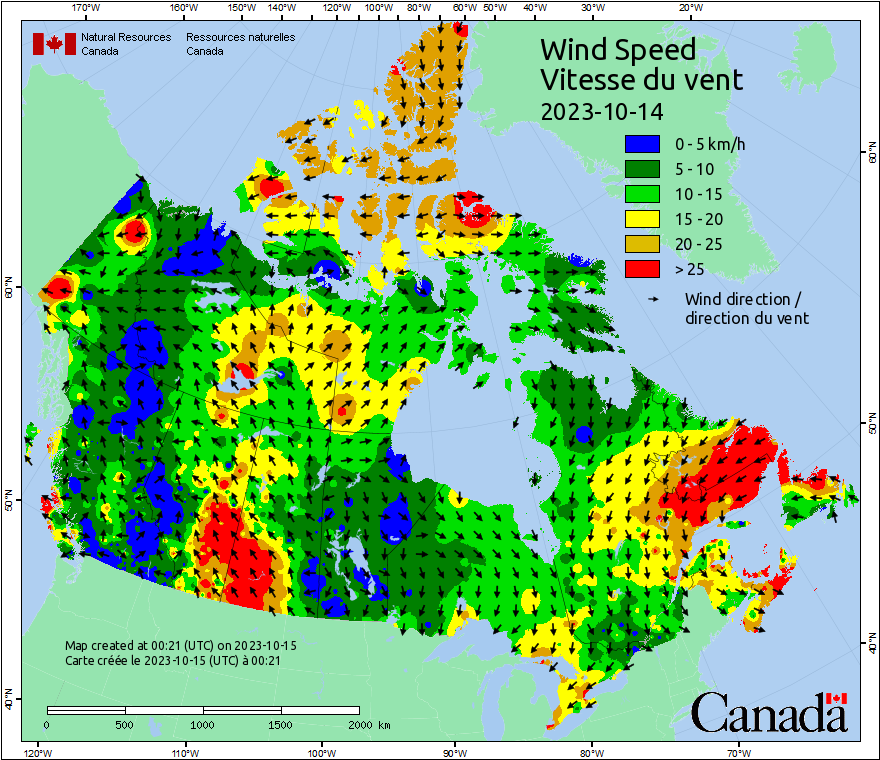 170°W 160°W 150°W 140°W 120°W 100°W 80°W 60°W 50°W 40°W 30°W 20°W
Natural Resources Canada
Ressources naturelles Canada
Wind Speed
Vitesse du vent
2023-10-14
0 - 5 km/h
5 - 10
10 - 15
15 - 20
20 - 25
> 25
Wind direction /
direction du vent
60°N
60°N
50°N
50°N
40°N
40°N
Map created at 00:21 (UTC) on 2023-10-15
Carte créée le 2023-10-15 (UTC) à 00:21
0 500 1000 1500 2000 km
Canada
120°W 110°W 100°W 90°W 80°W 70°W